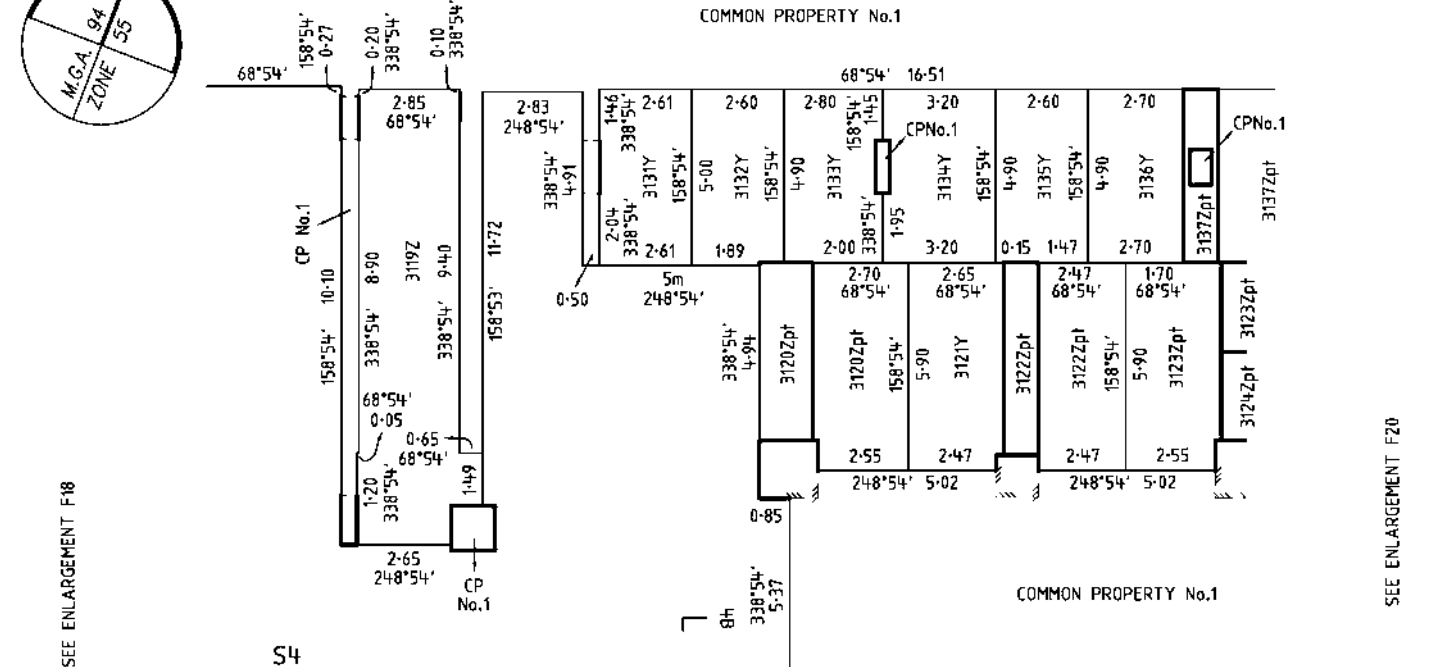 COMMON PROPERTY No.1
M.G.A. 94
ZONE 55
158°54'
0·27
0·20
338°54'
0·10
338°54'
68°54'
2·85
68°54'
2·83
248°54'
68°54' 16·51
1·46
338°54'
2·61
2·60
2·80
158°54'
1·45
3·20
2·60
2·70
CPNo.1
CPNo.1
338°54'
4·91
3131Y
158°54'
5·00
3132Y
158°54'
4·90
3133Y
3134Y
158°54'
4·90
3135Y
158°54'
4·90
3136Y
3137Zpt
3137Zpt
2·04
338°54'
2·61
1·89
2·00
338°54'
1·95
3·20
0·15
1·47
2·70
CP No.1
158°54' 10·10
338°54' 8·90
3119Z
338°54' 9·40
158°53' 11·72
0·50
5m
248°54'
2·70
68°54'
2·65
68°54'
2·47
68°54'
1·70
68°54'
338°54'
4·94
3120Zpt
3120Zpt
158°54'
5·90
3121Y
3122Zpt
3122Zpt
158°54'
5·90
3123Zpt
3123Zpt
3124Zpt
68°54'
0·05
0·65
68°54'
1·20
338°54'
1·49
2·55
2·47
2·47
2·55
248°54' 5·02
248°54' 5·02
0·85
2·65
248°54'
CP
No.1
338°54'
5·37
4B
COMMON PROPERTY No.1
SEE ENLARGEMENT F18
SEE ENLARGEMENT F20
S4